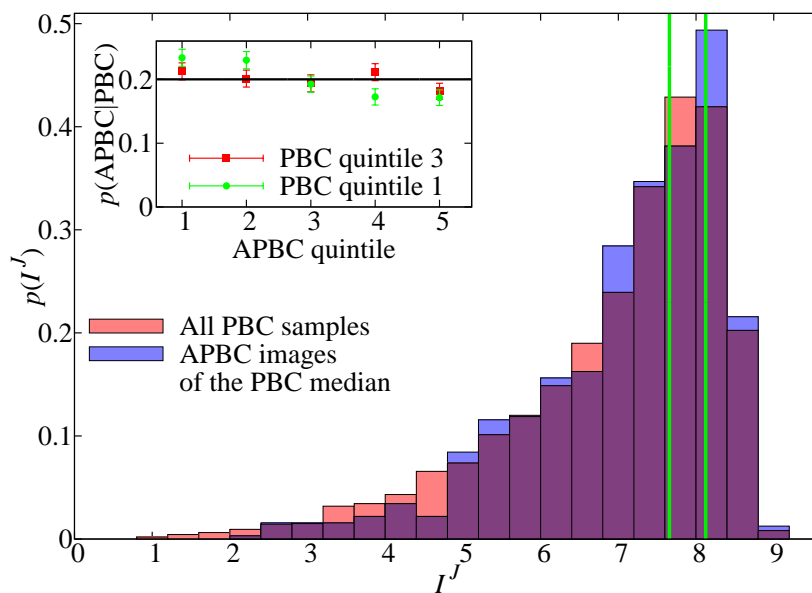 0.2
0.1
0
p(APBC|PBC)
PBC quintile 3
PBC quintile 1
1 2 3 4 5
APBC quintile
0.5
0.4
0.3
0.2
0.1
0
p(I^J)
All PBC samples
APBC images
of the PBC median
0 1 2 3 4 5 6 7 8 9
I^J